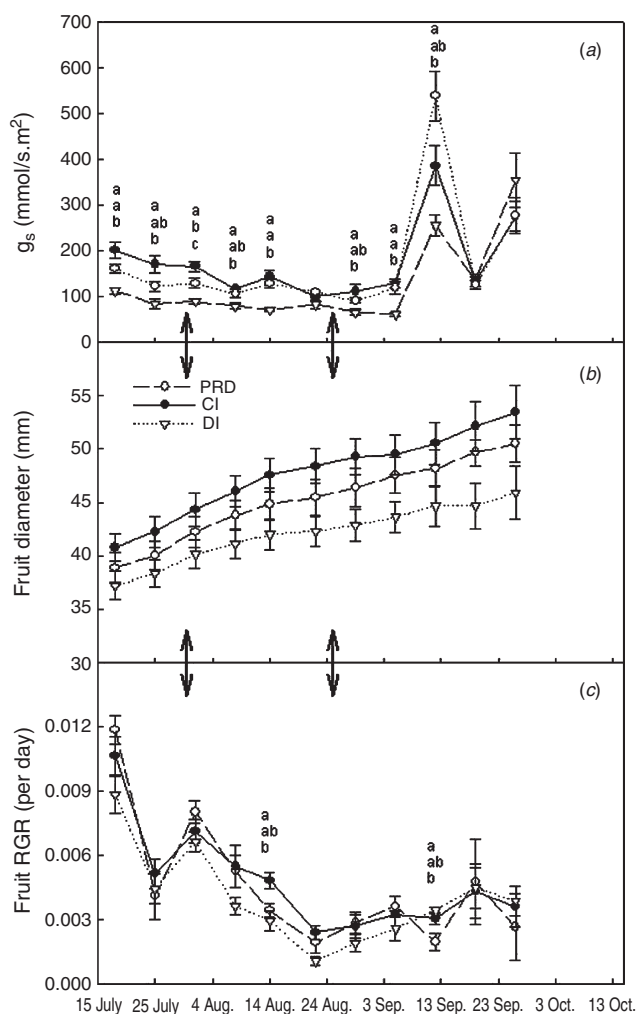 700
(a)
600
500
400
300
200
100
0
gₛ (mmol/s.m²)
a
a
b
a
ab
b
a
b
c
a
ab
b
a
a
b
a
ab
b
a
a
b
a
ab
b
(b)
PRD
CI
DI
55
50
45
40
35
30
Fruit diameter (mm)
(c)
0.012
0.009
0.006
0.003
0.000
Fruit RGR (per day)
a
ab
b
a
ab
b
15 July 25 July 4 Aug. 14 Aug. 24 Aug. 3 Sep. 13 Sep. 23 Sep. 3 Oct. 13 Oct.